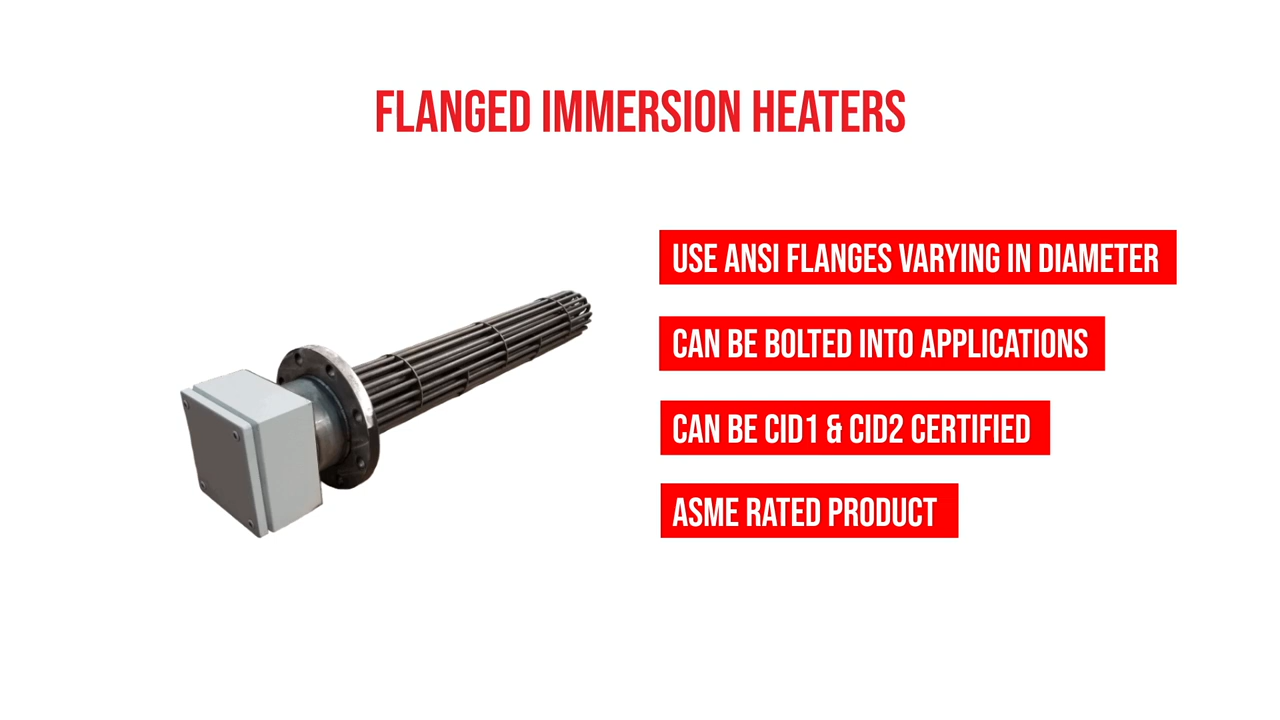 FLANGED IMMERSION HEATERS
USE ANSI FLANGES VARYING IN DIAMETER
CAN BE BOLTED INTO APPLICATIONS
CAN BE CID1 & CID2 CERTIFIED
ASME RATED PRODUCT